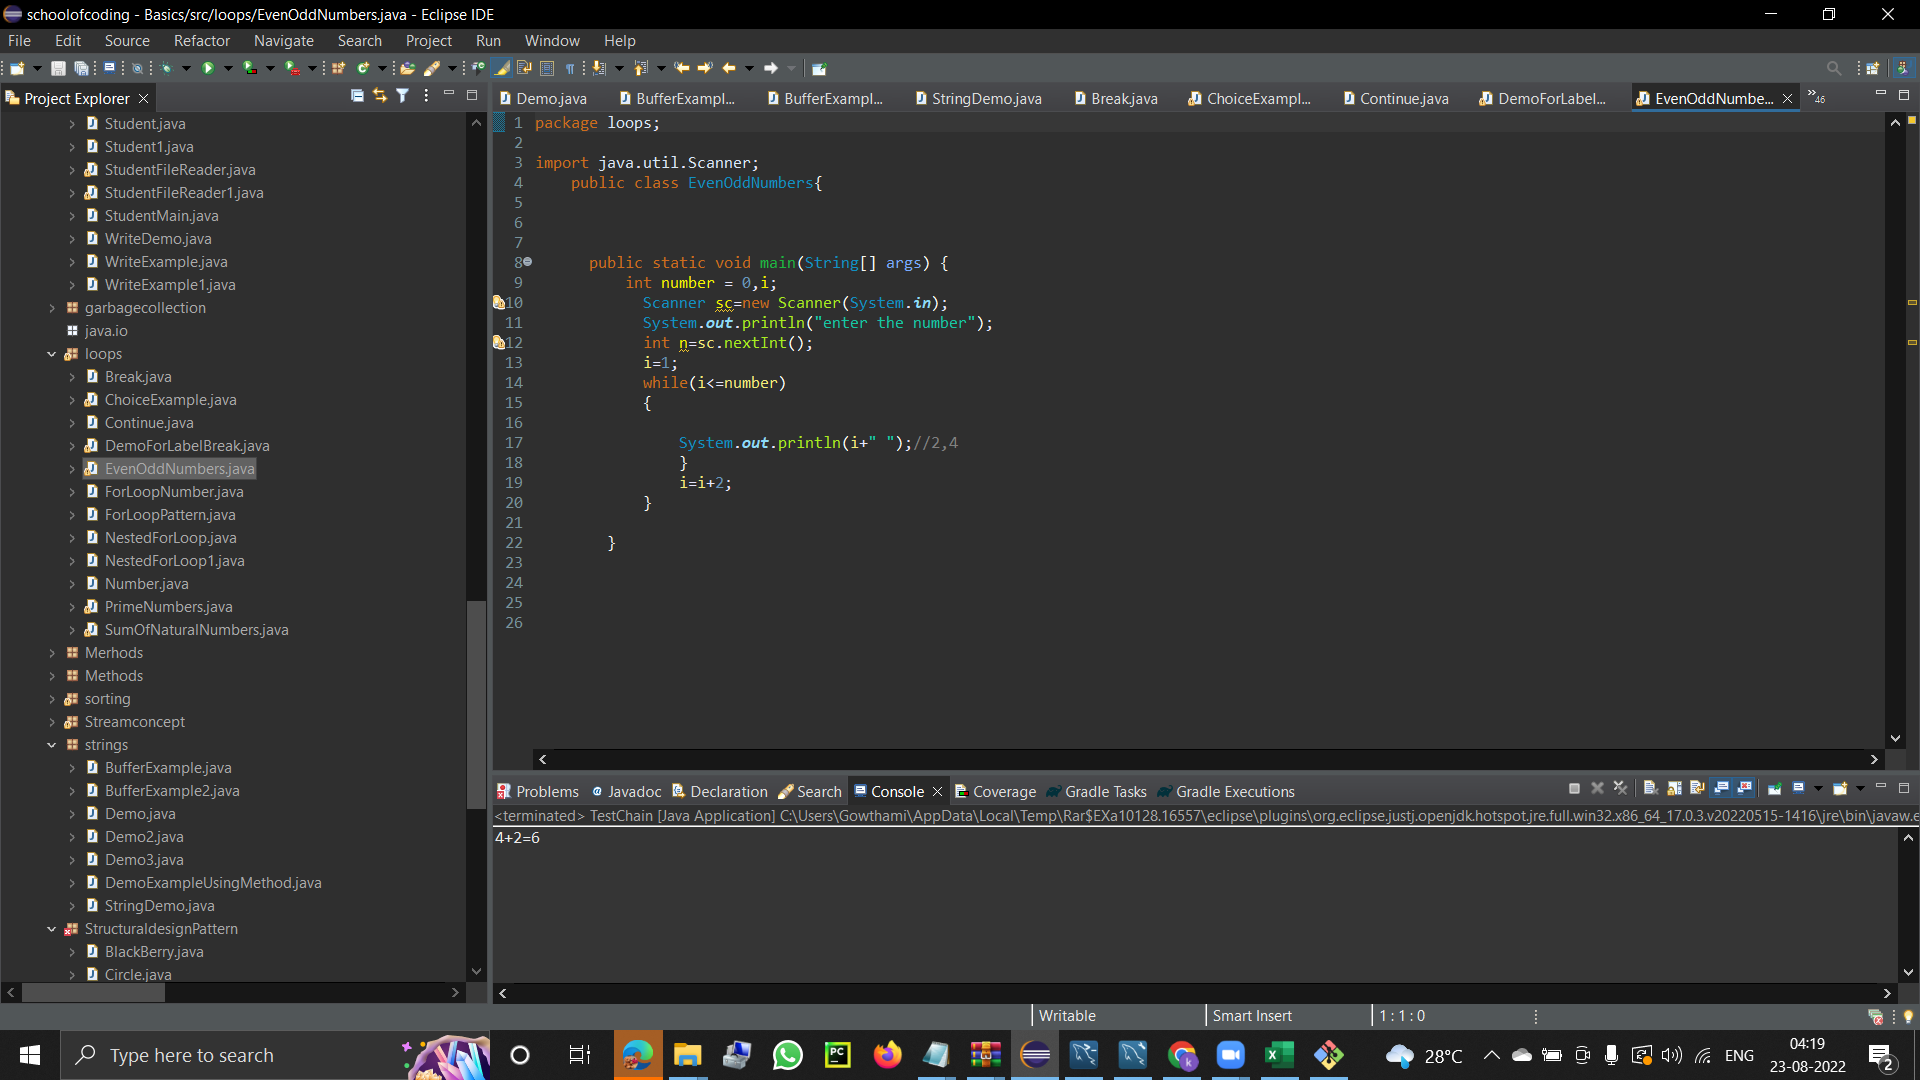 schoolofcoding - Basics/src/loops/EvenOddNumbers.java - Eclipse IDE
File Edit Source Refactor Navigate Search Project Run Window Help
Project Explorer
Student.java
Student1.java
StudentFileReader.java
StudentFileReader1.java
StudentMain.java
WriteDemo.java
WriteExample.java
WriteExample1.java
garbagecollection
java.io
loops
Break.java
ChoiceExample.java
Continue.java
DemoForLabelBreak.java
EvenOddNumbers.java
ForLoopNumber.java
ForLoopPattern.java
NestedForLoop.java
NestedForLoop1.java
Number.java
PrimeNumbers.java
SumOfNaturalNumbers.java
Merhods
Methods
sorting
Streamconcept
strings
BufferExample.java
BufferExample2.java
Demo.java
Demo2.java
Demo3.java
DemoExampleUsingMethod.java
StringDemo.java
StructuraldesignPattern
BlackBerry.java
Circle.java
Demo.java BufferExampl... BufferExampl... StringDemo.java Break.java ChoiceExampl... Continue.java DemoForLabel... EvenOddNumbe... »46
1 package loops;
2
3 import java.util.Scanner;
4 public class EvenOddNumbers{
5
6
7
8 public static void main(String[] args) {
9 int number = 0,i;
10 Scanner sc=new Scanner(System.in);
11 System.out.println("enter the number");
12 int n=sc.nextInt();
13 i=1;
14 while(i<=number)
15 {
16
17 System.out.println(i+" ");//2,4
18 }
19 i=i+2;
20 }
21
22 }
23
24
25
26
Problems Javadoc Declaration Search Console Coverage Gradle Tasks Gradle Executions
<terminated> TestChain [Java Application] C:\Users\Gowthami\AppData\Local\Temp\Rar$EXa10128.16557\eclipse\plugins\org.eclipse.justj.openjdk.hotspot.jre.full.win32.x86_64_17.0.3.v20220515-1416\jre\bin\javaw.e
4+2=6
Writable Smart Insert 1 : 1 : 0
Type here to search
PC
28°C ENG
04:19
23-08-2022
2